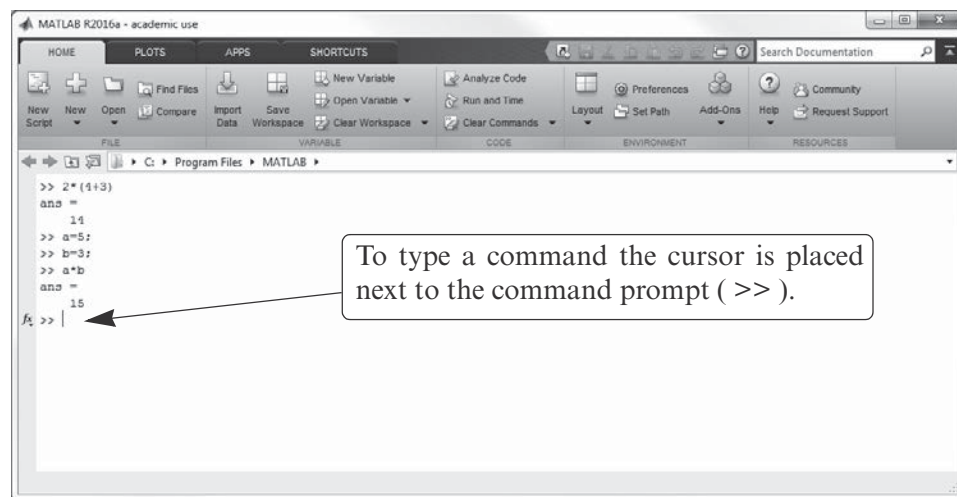 MATLAB R2016a - academic use
HOME PLOTS APPS SHORTCUTS Search Documentation
New Script New Open Find Files Compare Import Data Save Workspace New Variable Open Variable Clear Workspace Analyze Code Run and Time Clear Commands Layout Preferences Set Path Add-Ons Help Community Request Support
FILE VARIABLE CODE ENVIRONMENT RESOURCES
C: Program Files MATLAB
>> 2*(4+3)
ans =
14
>> a=5;
>> b=3;
>> a*b
ans =
15
fx >>
To type a command the cursor is placed
next to the command prompt ( >> ).